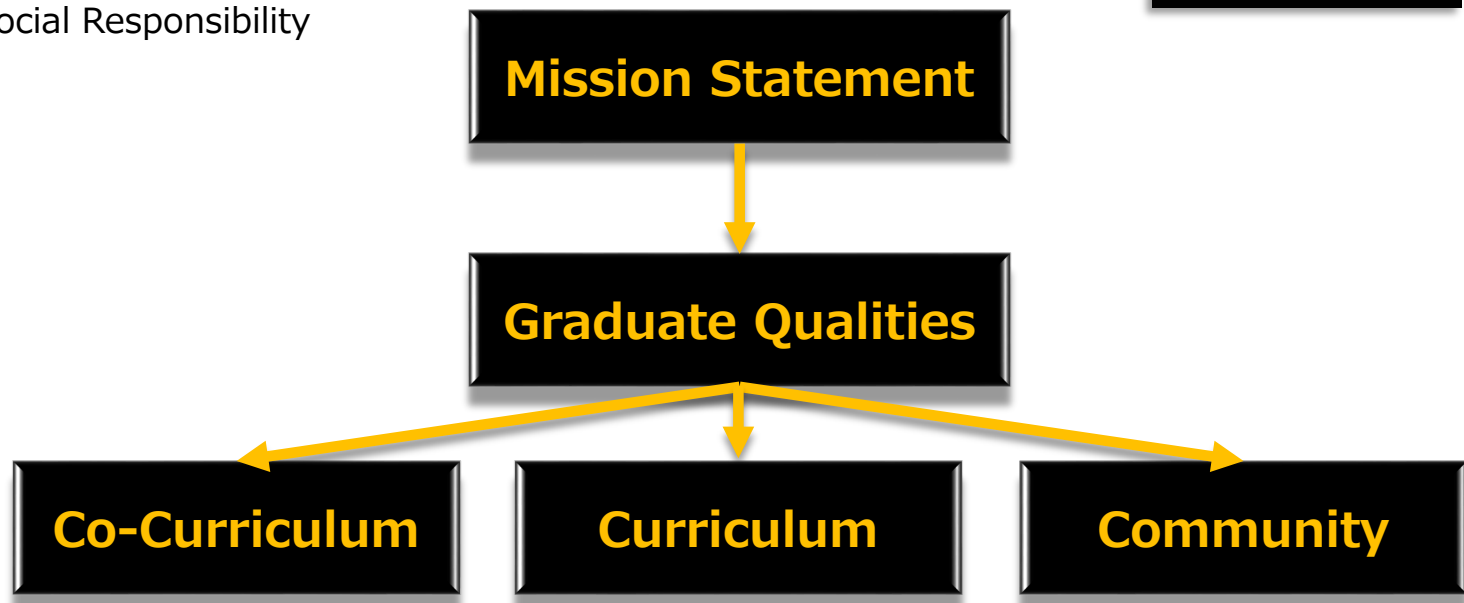 ocial Responsibility
Mission Statement
Graduate Qualities
Co-Curriculum
Curriculum
Community